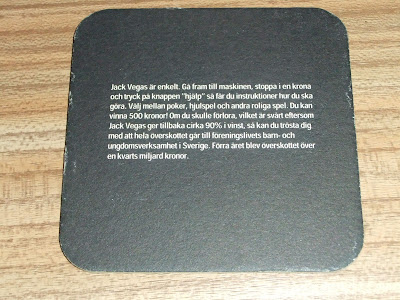 Jack Vegas är enkelt. Gå fram till maskinen, stoppa i en krona
och tryck på knappen "hjälp" så får du instruktioner hur du ska
göra. Välj mellan poker, hjulspel och andra roliga spel. Du kan
vinna 500 kronor! Om du skulle förlora, vilket är svårt eftersom
Jack Vegas ger tillbaka cirka 90% i vinst, så kan du trösta dig
med att hela överskottet går till föreningslivets barn- och
ungdomsverksamhet i Sverige. Förra året blev överskottet över
en kvarts miljard kronor.